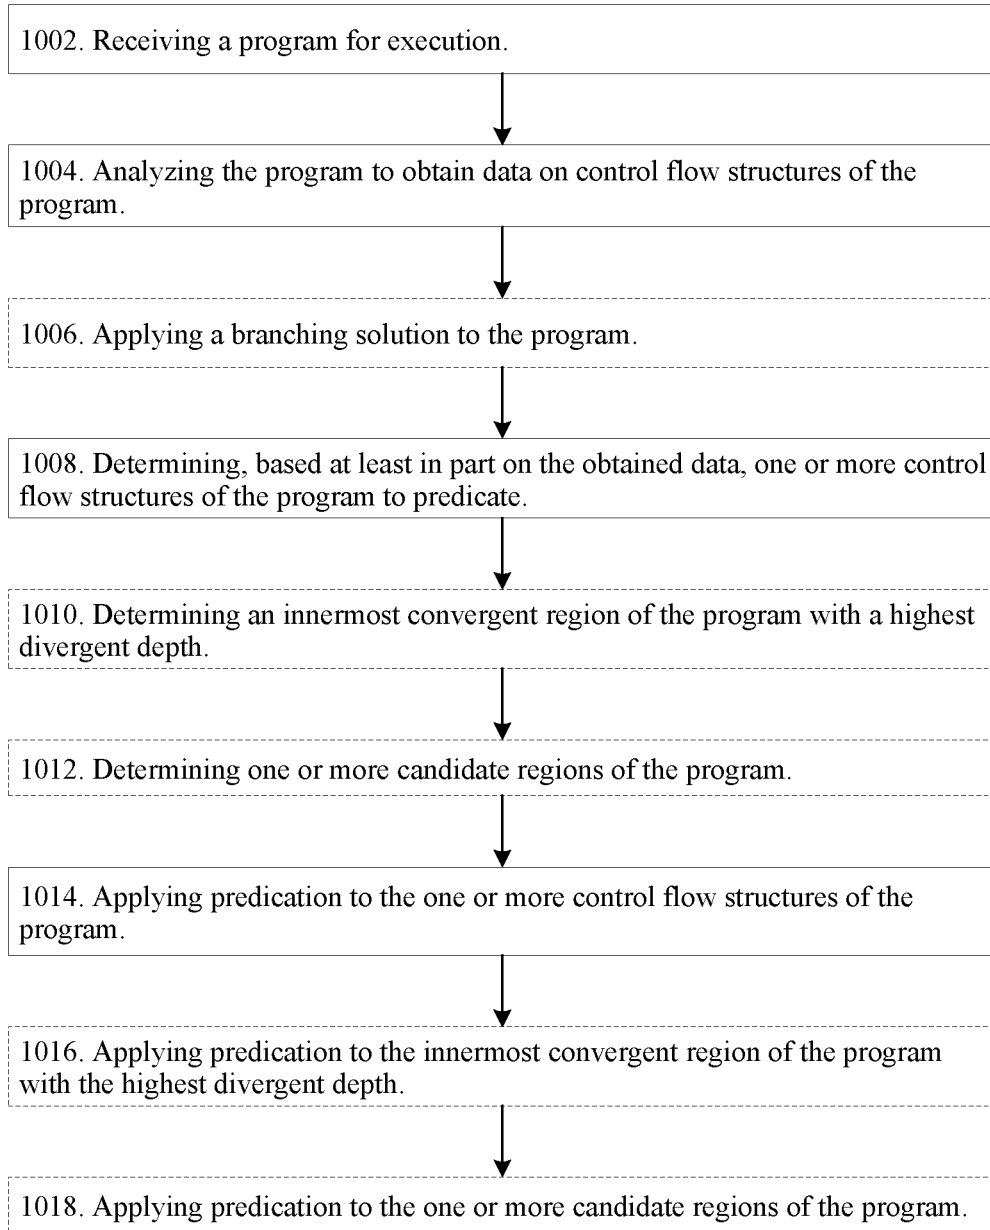 1002. Receiving a program for execution.
1004. Analyzing the program to obtain data on control flow structures of the
program.
1006. Applying a branching solution to the program.
1008. Determining, based at least in part on the obtained data, one or more control
flow structures of the program to predicate.
1010. Determining an innermost convergent region of the program with a highest
divergent depth.
1012. Determining one or more candidate regions of the program.
1014. Applying predication to the one or more control flow structures of the
program.
1016. Applying predication to the innermost convergent region of the program
with the highest divergent depth.
1018. Applying predication to the one or more candidate regions of the program.